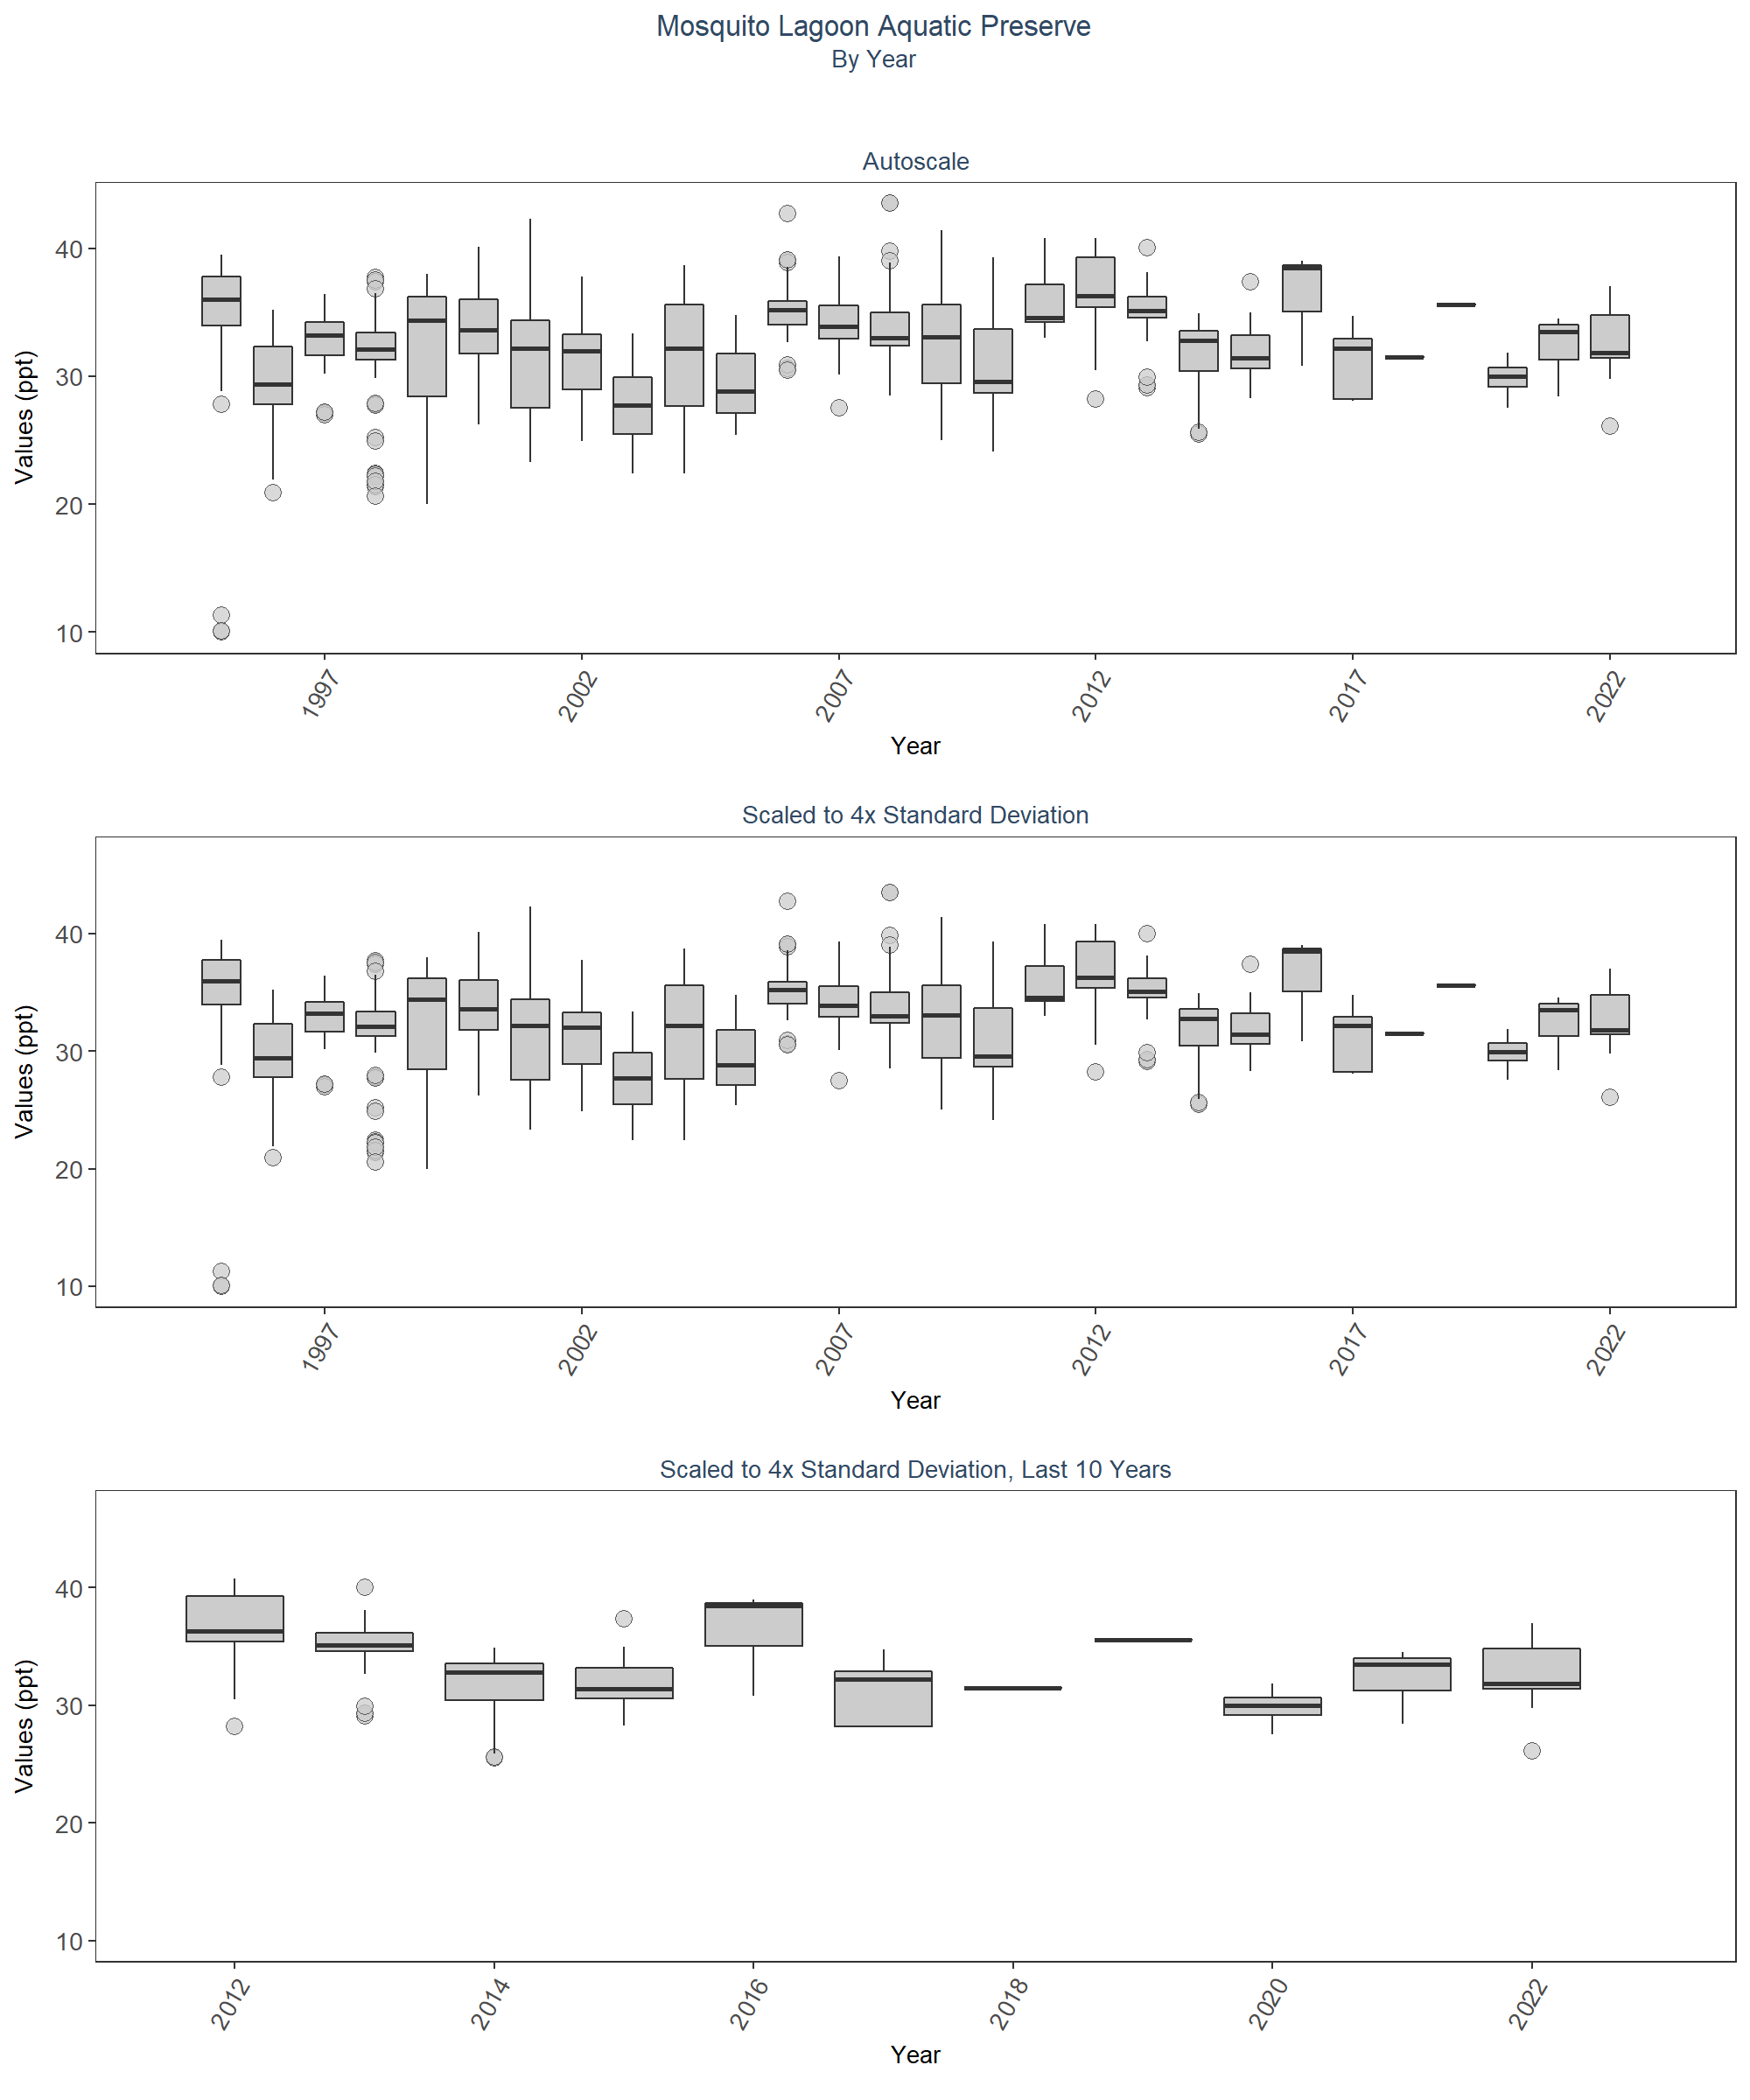 Mosquito Lagoon Aquatic Preserve
By Year
Autoscale
Values (ppt)
40
30
20
10
1997
2002
2007
2012
2017
2022
Year
Scaled to 4x Standard Deviation
Values (ppt)
40
30
20
10
1997
2002
2007
2012
2017
2022
Year
Scaled to 4x Standard Deviation, Last 10 Years
Values (ppt)
40
30
20
10
2012
2014
2016
2018
2020
2022
Year